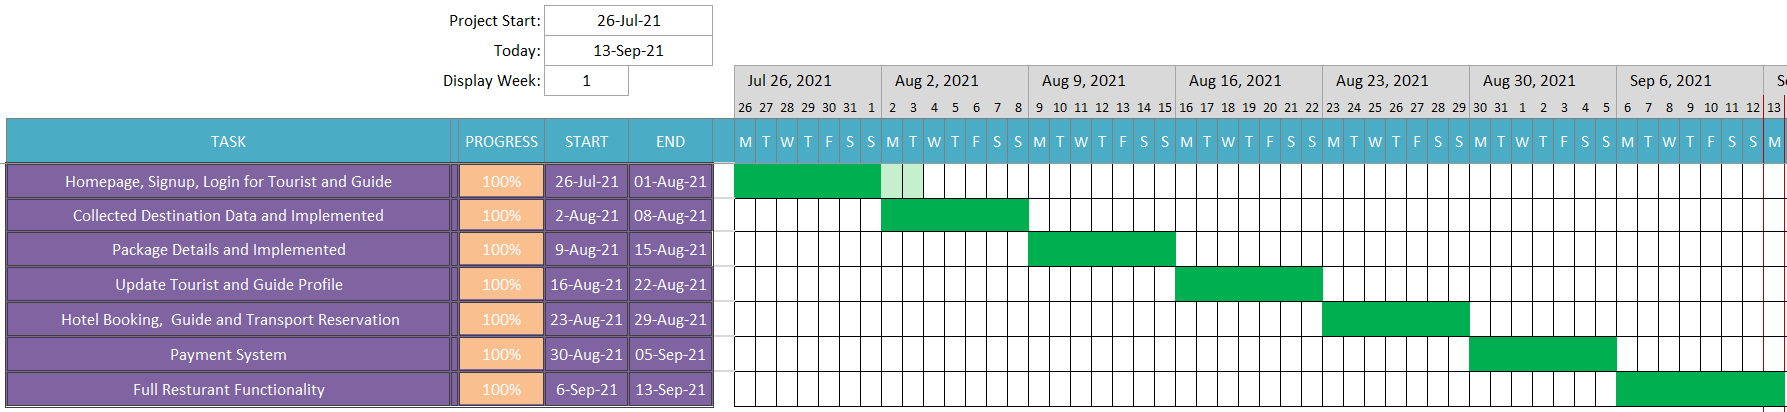 Project Start: 26-Jul-21
Today: 13-Sep-21
Display Week: 1
Jul 26, 2021 Aug 2, 2021 Aug 9, 2021 Aug 16, 2021 Aug 23, 2021 Aug 30, 2021 Sep 6, 2021
26 27 28 29 30 31 1 2 3 4 5 6 7 8 9 10 11 12 13 14 15 16 17 18 19 20 21 22 23 24 25 26 27 28 29 30 31 1 2 3 4 5 6 7 8 9 10 11 12 13
TASK PROGRESS START END M T W T F S S M T W T F S S M T W T F S S M T W T F S S M T W T F S S M T W T F S S M T W T F S S M
Homepage, Signup, Login for Tourist and Guide 100% 26-Jul-21 01-Aug-21
Collected Destination Data and Implemented 100% 2-Aug-21 08-Aug-21
Package Details and Implemented 100% 9-Aug-21 15-Aug-21
Update Tourist and Guide Profile 100% 16-Aug-21 22-Aug-21
Hotel Booking, Guide and Transport Reservation 100% 23-Aug-21 29-Aug-21
Payment System 100% 30-Aug-21 05-Sep-21
Full Resturant Functionality 100% 6-Sep-21 13-Sep-21